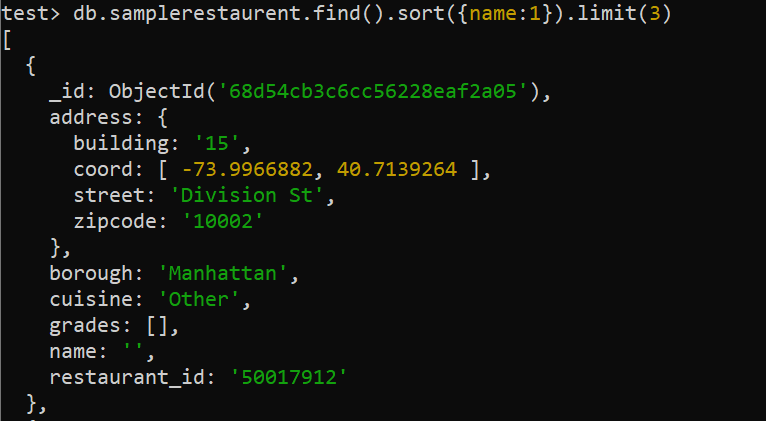 test> db.samplerestaurent.find().sort({name:1}).limit(3)
[
  {
    _id: ObjectId('68d54cb3c6cc56228eaf2a05'),
    address: {
      building: '15',
      coord: [ -73.9966882, 40.7139264 ],
      street: 'Division St',
      zipcode: '10002'
    },
    borough: 'Manhattan',
    cuisine: 'Other',
    grades: [],
    name: '',
    restaurant_id: '50017912'
  },